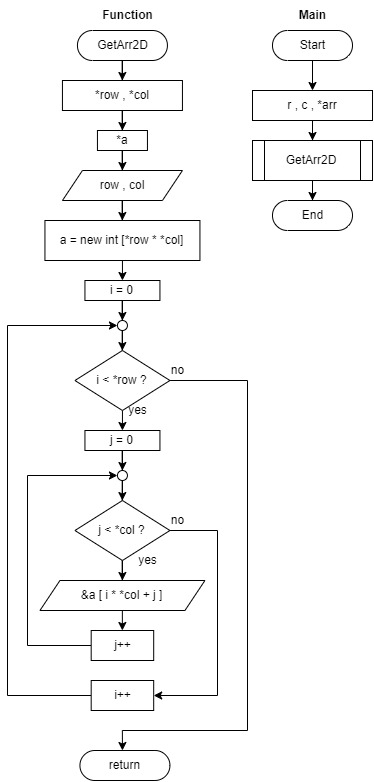 Function
GetArr2D
*row , *col
*a
row , col
a = new int [*row * *col]
i = 0
i < *row ?
no
yes
j = 0
j < *col ?
no
yes
&a [ i * *col + j ]
j++
i++
return
Main
Start
r , c , *arr
GetArr2D
End